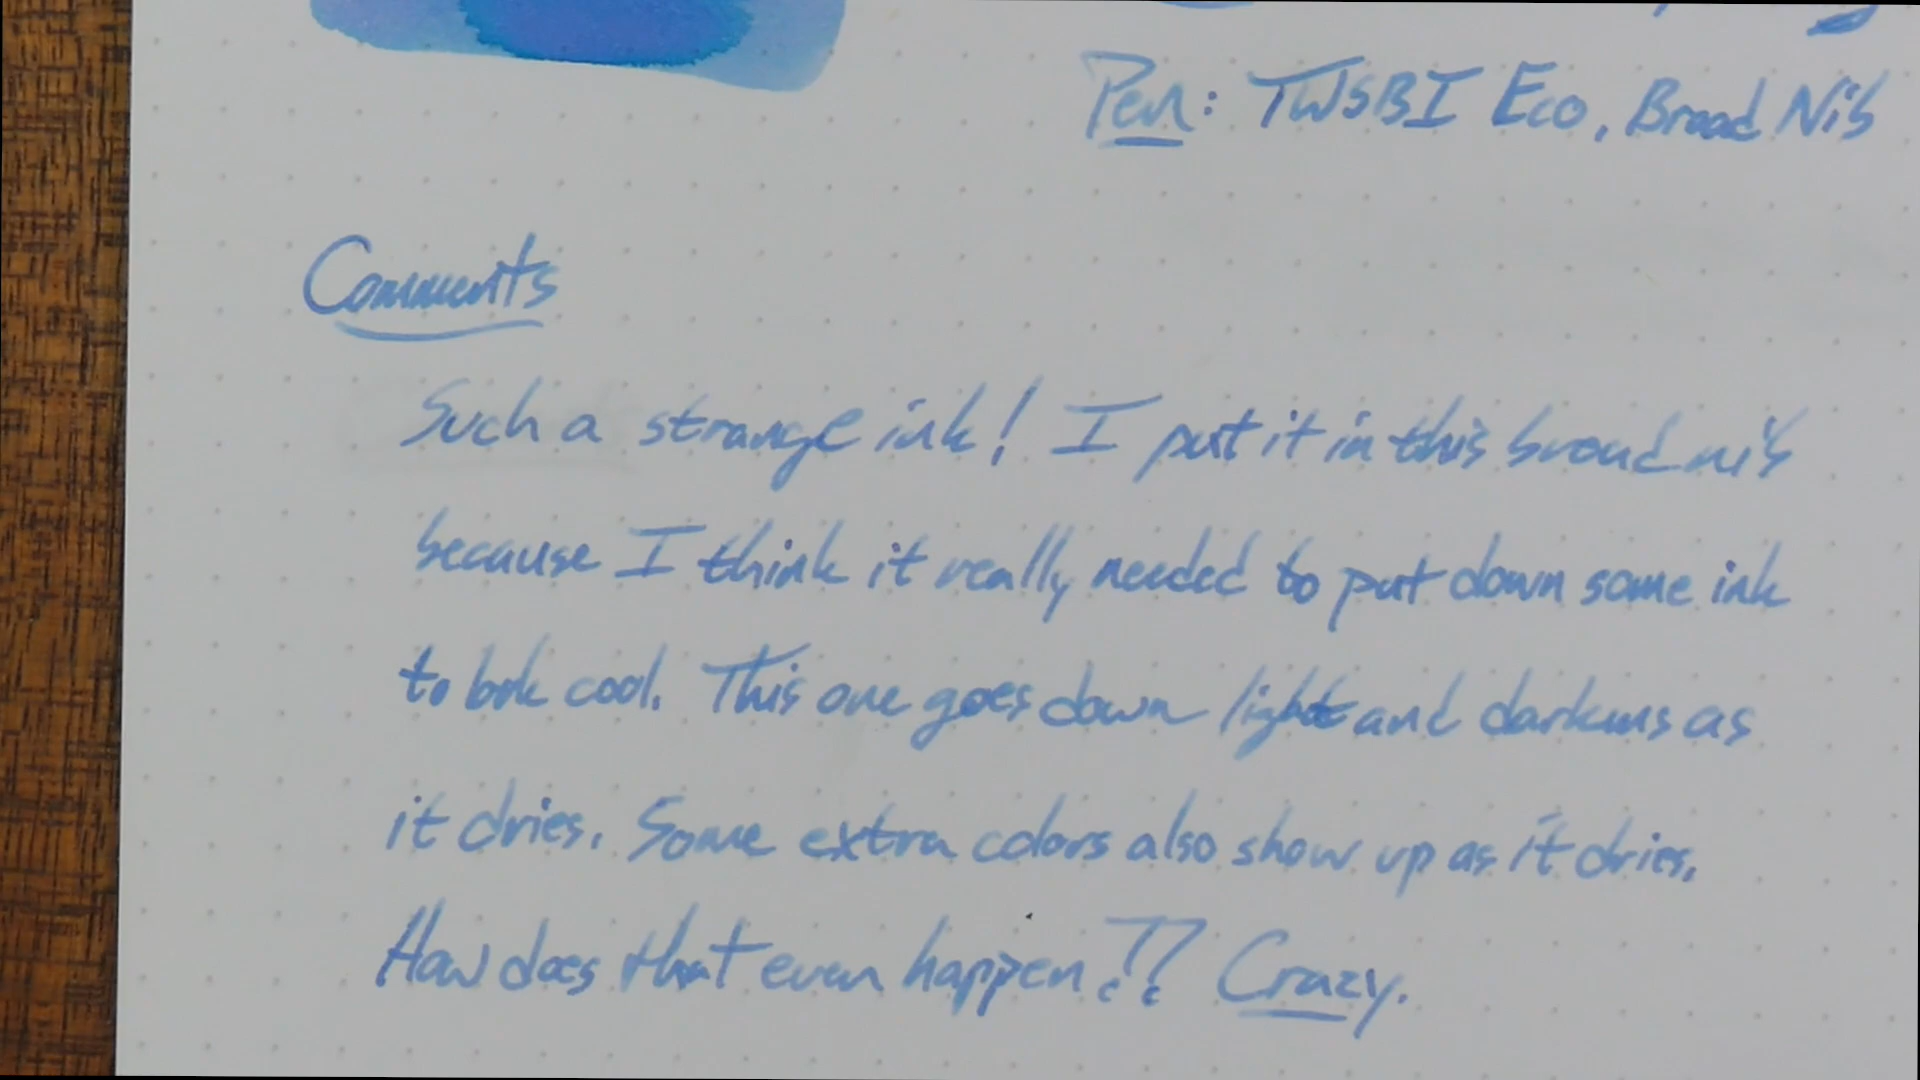 Pen: TWSBI Eco, Broad Nib
Comments
Such a strange ink! I put it in this broad nib
because I think it really needed to put down some ink
to look cool. This one goes down light and darkens as
it dries. Some extra colors also show up as it dries.
How does that even happen?? Crazy.